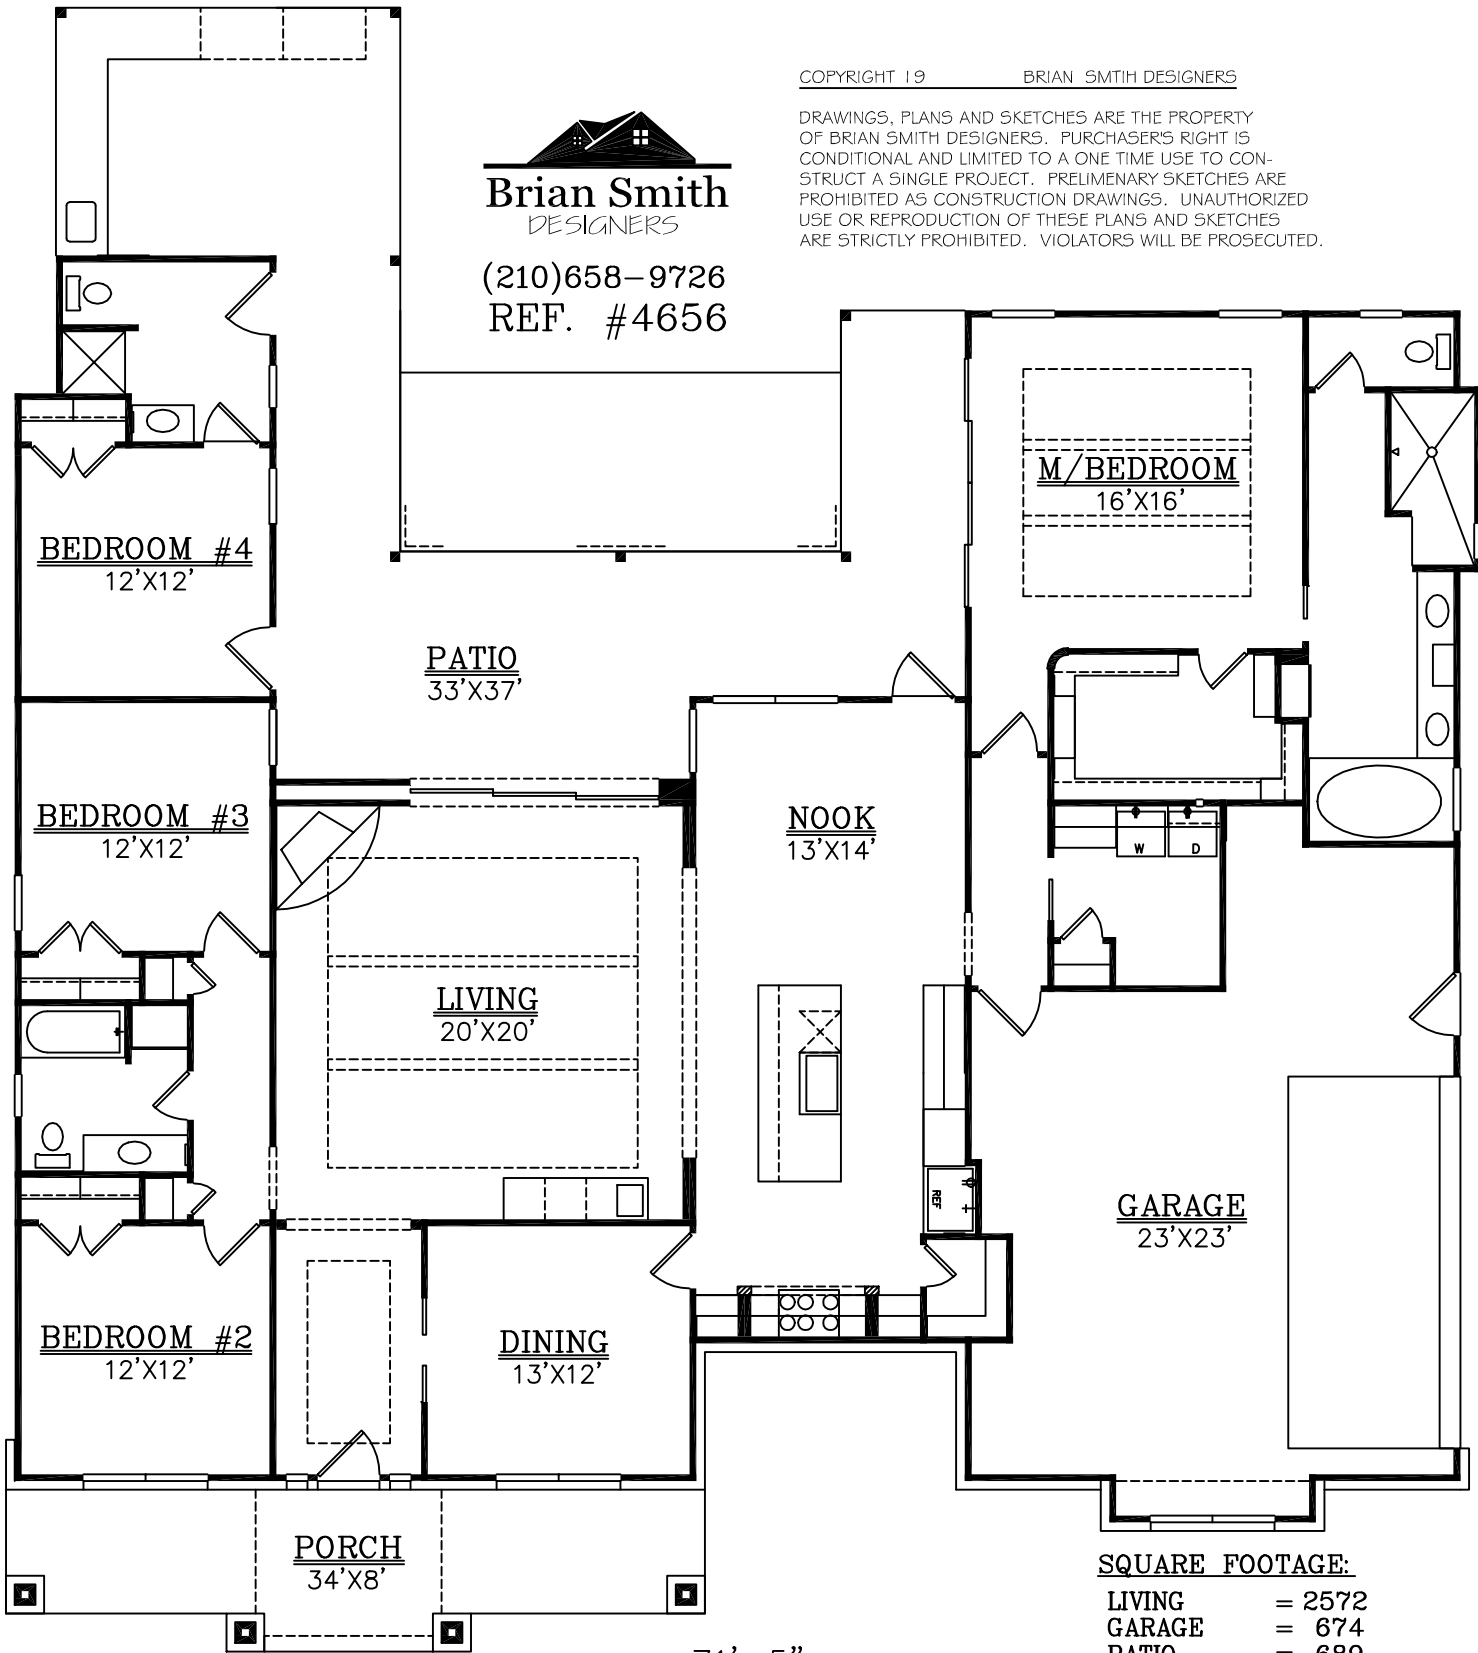 COPYRIGHT 19 BRIAN SMTIH DESIGNERS
DRAWINGS, PLANS AND SKETCHES ARE THE PROPERTY
OF BRIAN SMITH DESIGNERS. PURCHASER'S RIGHT IS
CONDITIONAL AND LIMITED TO A ONE TIME USE TO CON-
STRUCT A SINGLE PROJECT. PRELIMENARY SKETCHES ARE
PROHIBITED AS CONSTRUCTION DRAWINGS. UNAUTHORIZED
USE OR REPRODUCTION OF THESE PLANS AND SKETCHES
ARE STRICTLY PROHIBITED. VIOLATORS WILL BE PROSECUTED.
Brian Smith
DESIGNERS
(210)658-9726
REF. #4656
M/BEDROOM
16'X16'
BEDROOM #4
12'X12'
PATIO
33'X37'
BEDROOM #3
12'X12'
NOOK
13'X14'
W
D
LIVING
20'X20'
REF
GARAGE
23'X23'
BEDROOM #2
12'X12'
DINING
13'X12'
PORCH
34'X8'
SQUARE FOOTAGE:
LIVING = 2572
GARAGE = 674
PATIO = 689